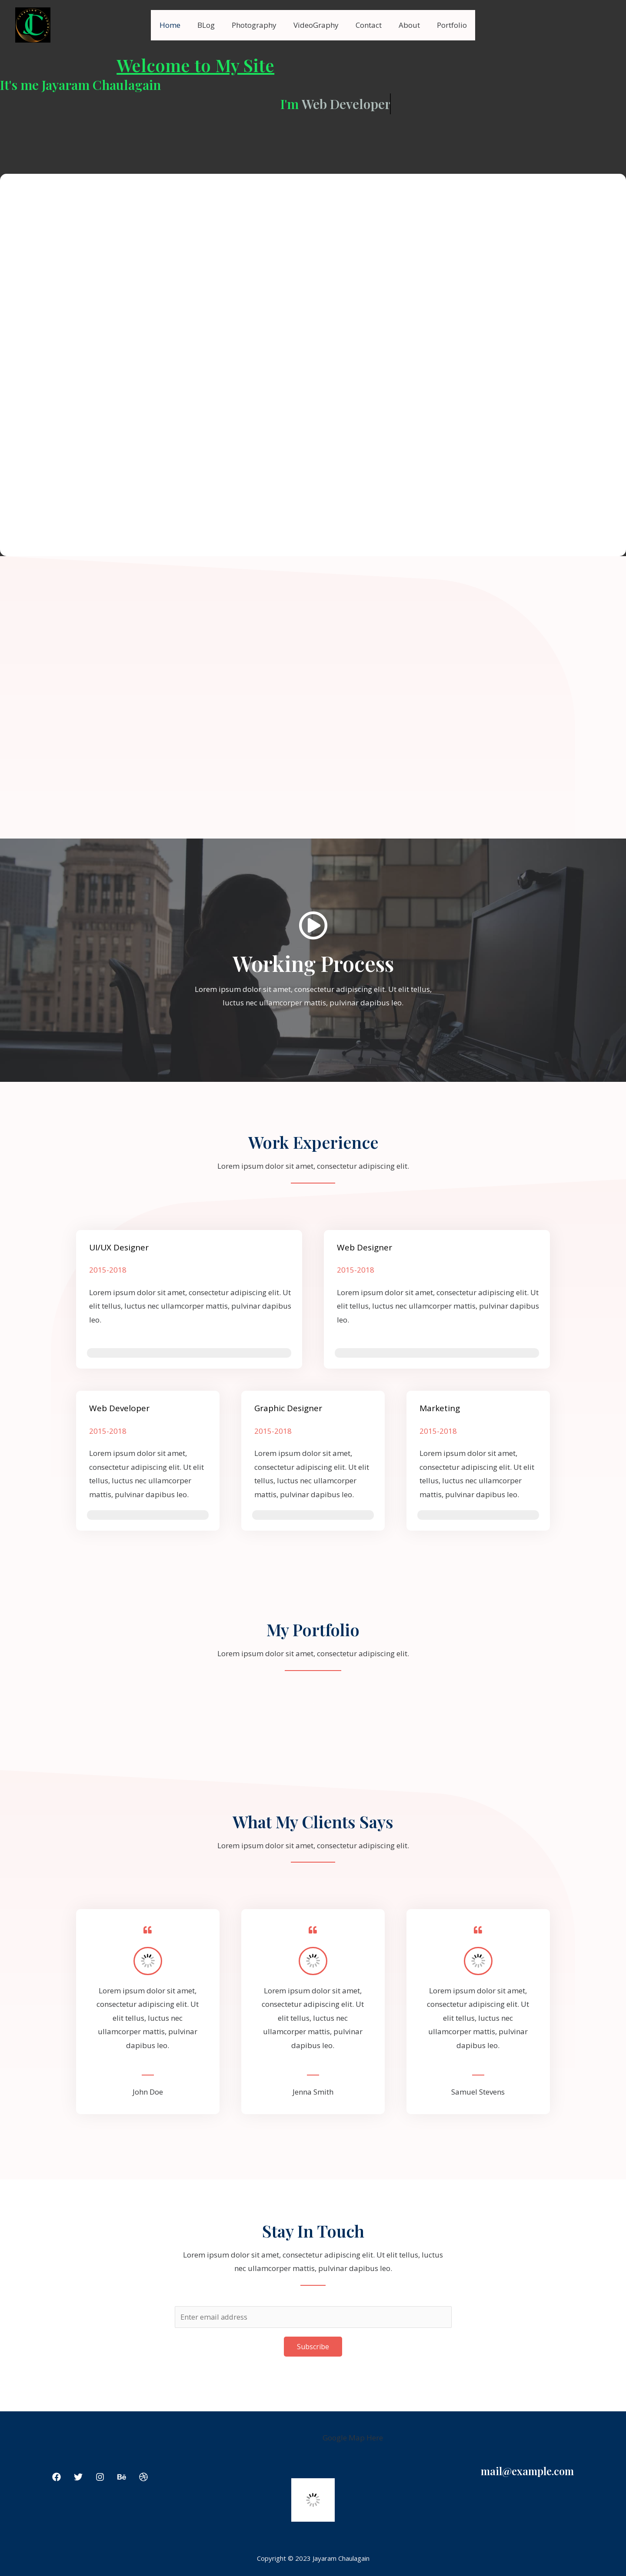 Home BLog Photography VideoGraphy Contact About Portfolio
Welcome to My Site
It's me Jayaram Chaulagain
I'm Web Developer
Working Process
Lorem ipsum dolor sit amet, consectetur adipiscing elit. Ut elit tellus,
luctus nec ullamcorper mattis, pulvinar dapibus leo.
Work Experience
Lorem ipsum dolor sit amet, consectetur adipiscing elit.
UI/UX Designer
2015-2018
Lorem ipsum dolor sit amet, consectetur adipiscing elit. Ut
elit tellus, luctus nec ullamcorper mattis, pulvinar dapibus
leo.
Web Designer
2015-2018
Lorem ipsum dolor sit amet, consectetur adipiscing elit. Ut
elit tellus, luctus nec ullamcorper mattis, pulvinar dapibus
leo.
Web Developer
2015-2018
Lorem ipsum dolor sit amet,
consectetur adipiscing elit. Ut elit
tellus, luctus nec ullamcorper
mattis, pulvinar dapibus leo.
Graphic Designer
2015-2018
Lorem ipsum dolor sit amet,
consectetur adipiscing elit. Ut elit
tellus, luctus nec ullamcorper
mattis, pulvinar dapibus leo.
Marketing
2015-2018
Lorem ipsum dolor sit amet,
consectetur adipiscing elit. Ut elit
tellus, luctus nec ullamcorper
mattis, pulvinar dapibus leo.
My Portfolio
Lorem ipsum dolor sit amet, consectetur adipiscing elit.
What My Clients Says
Lorem ipsum dolor sit amet, consectetur adipiscing elit.
Lorem ipsum dolor sit amet,
consectetur adipiscing elit. Ut
elit tellus, luctus nec
ullamcorper mattis, pulvinar
dapibus leo.
John Doe
Lorem ipsum dolor sit amet,
consectetur adipiscing elit. Ut
elit tellus, luctus nec
ullamcorper mattis, pulvinar
dapibus leo.
Jenna Smith
Lorem ipsum dolor sit amet,
consectetur adipiscing elit. Ut
elit tellus, luctus nec
ullamcorper mattis, pulvinar
dapibus leo.
Samuel Stevens
Stay In Touch
Lorem ipsum dolor sit amet, consectetur adipiscing elit. Ut elit tellus, luctus
nec ullamcorper mattis, pulvinar dapibus leo.
Enter email address
Subscribe
mail@example.com
Copyright © 2023 Jayaram Chaulagain